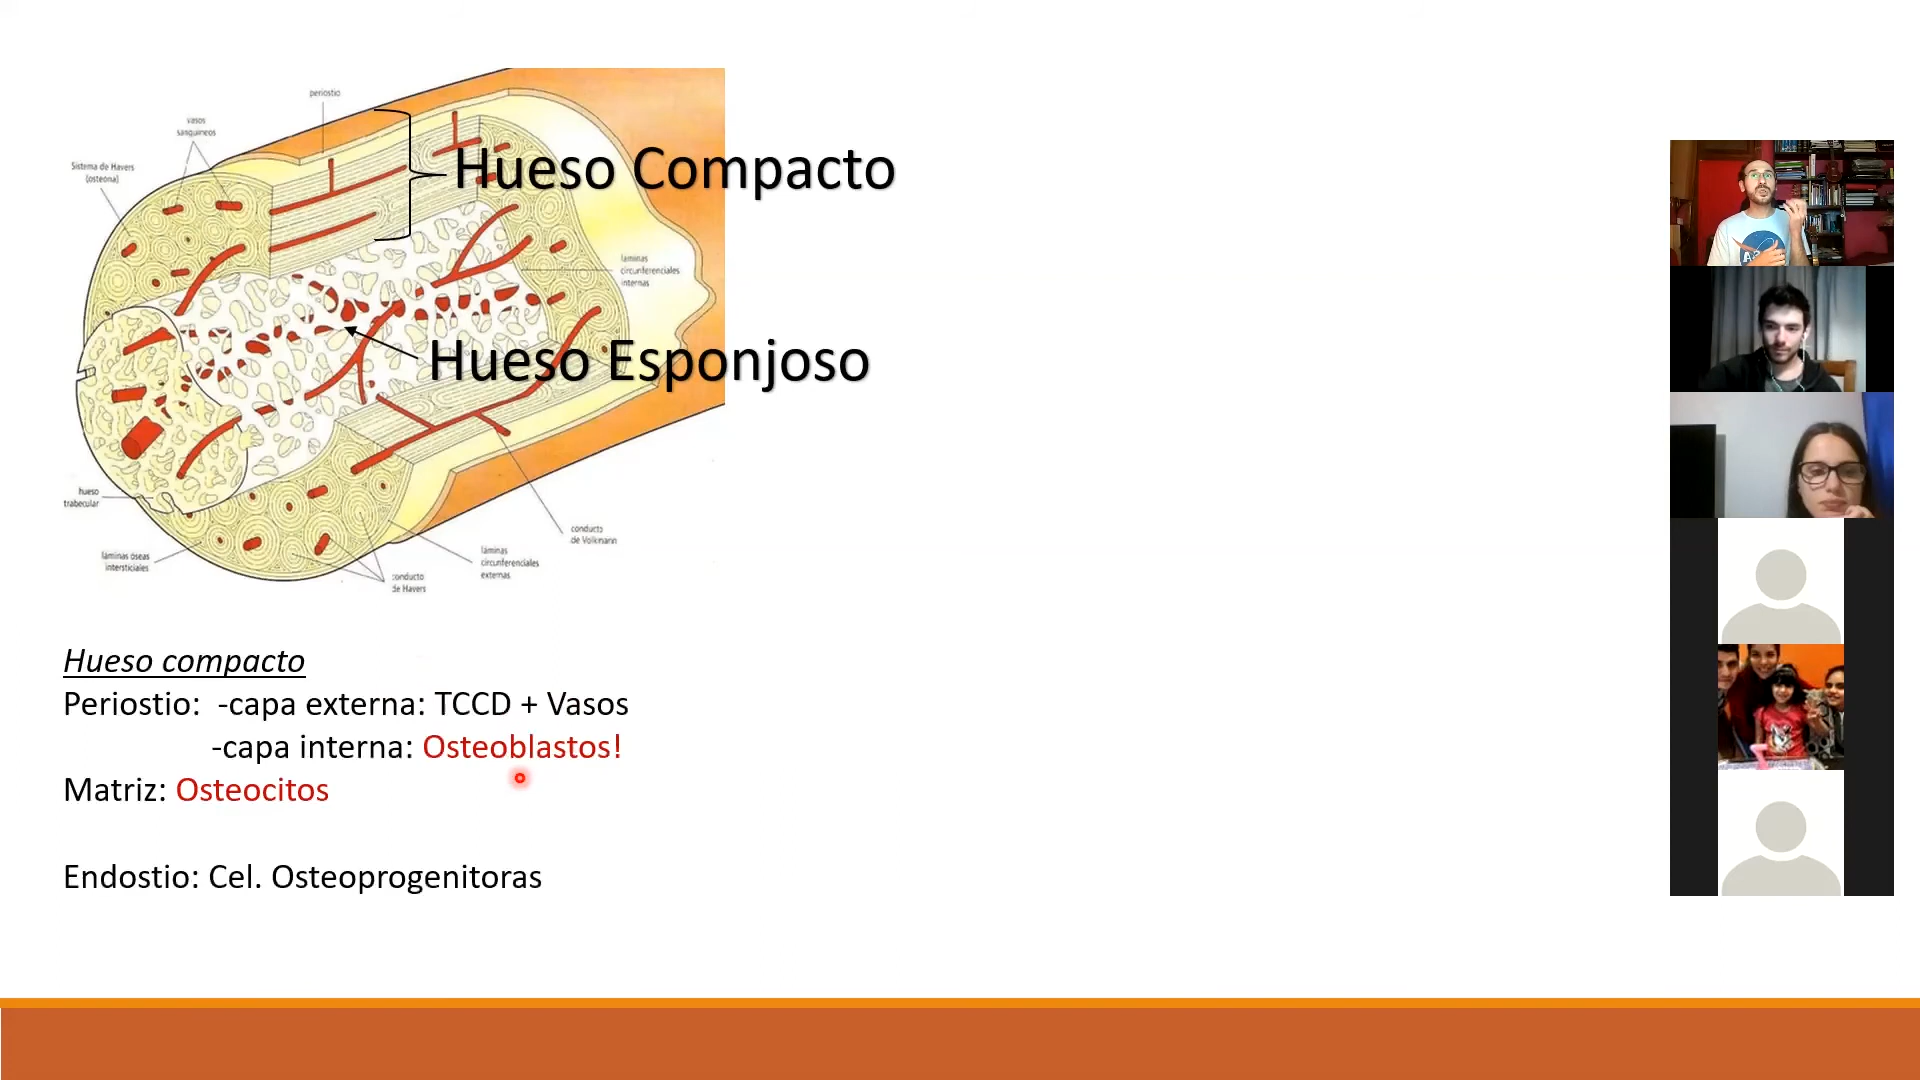 periostio
vasos
sanguíneos
Sistema de Havers
(osteona)
Hueso Compacto
láminas
circunferenciales
internas
Hueso Esponjoso
hueso
trabecular
láminas óseas
intersticiales
conducto
de Havers
láminas
circunferenciales
externas
conducto
de Volkmann
Hueso compacto
Periostio: -capa externa: TCCD + Vasos
-capa interna: Osteoblastos!
Matriz: Osteocitos
Endostio: Cel. Osteoprogenitoras